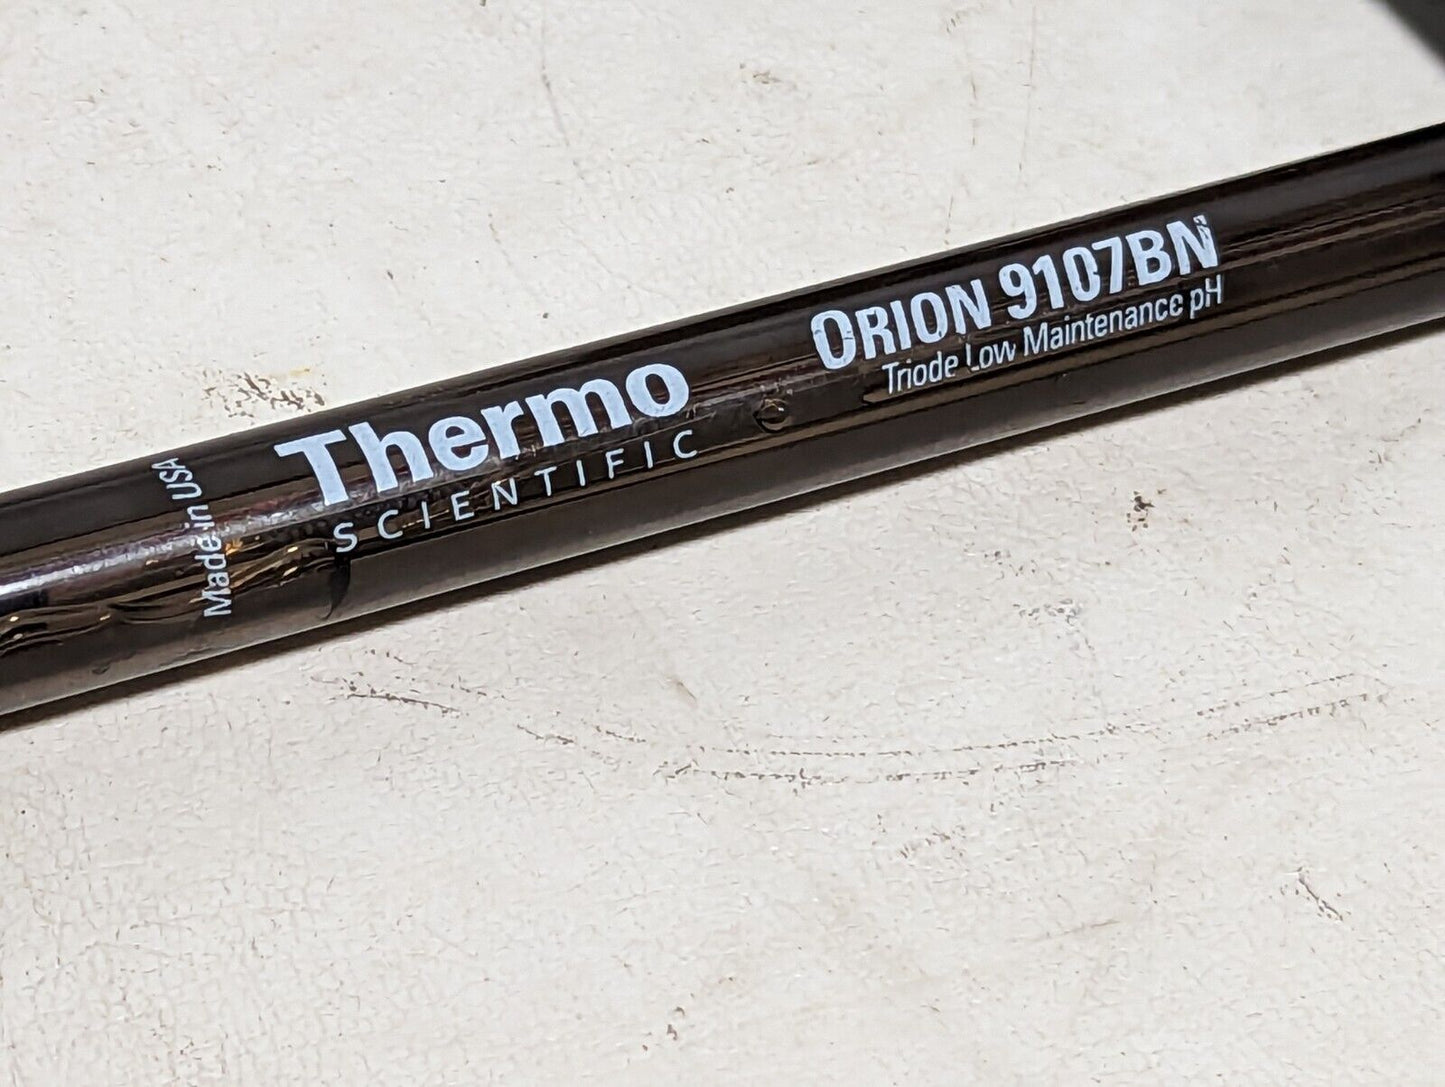 Made in USA
Thermo
SCIENTIFIC
ORION 9107BN
Triode Low Maintenance pH